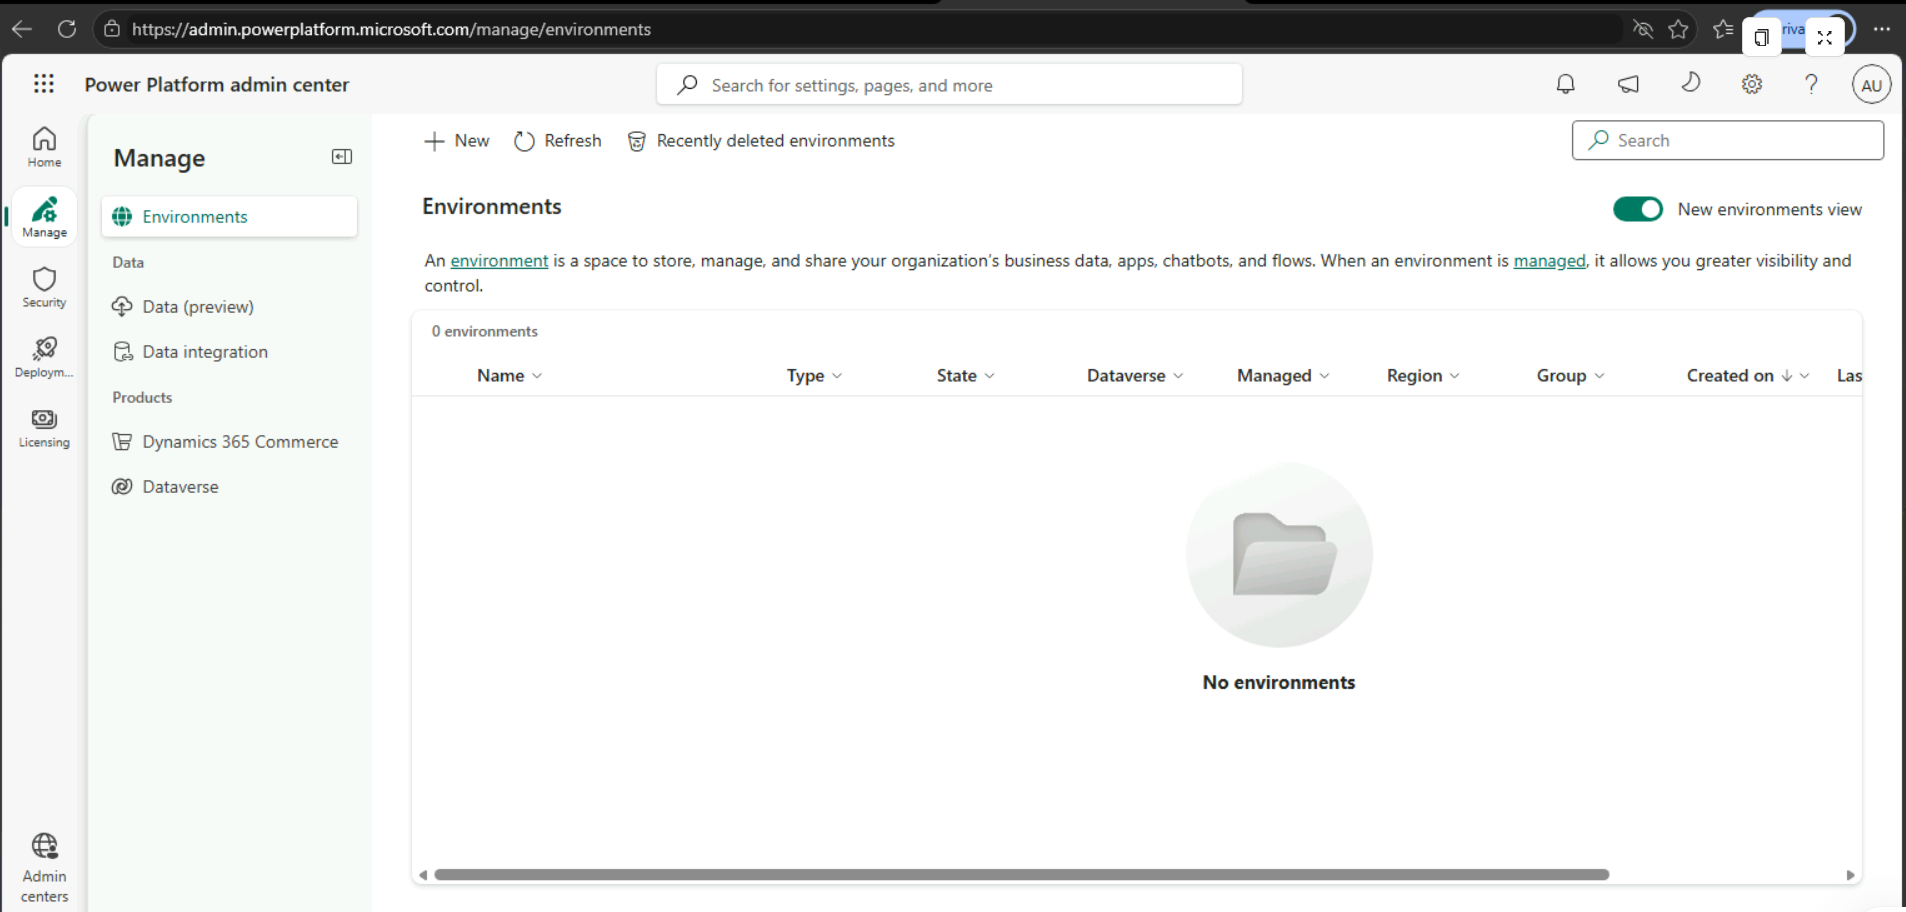 https://admin.powerplatform.microsoft.com/manage/environments
Power Platform admin center
Search for settings, pages, and more
AU
Home
Manage
Security
Deploym...
Licensing
Admin
centers
Manage
Environments
Data
Data (preview)
Data integration
Products
Dynamics 365 Commerce
Dataverse
New Refresh Recently deleted environments
Search
Environments
New environments view
An environment is a space to store, manage, and share your organization's business data, apps, chatbots, and flows. When an environment is managed, it allows you greater visibility and
control.
0 environments
Name Type State Dataverse Managed Region Group Created on Las
No environments